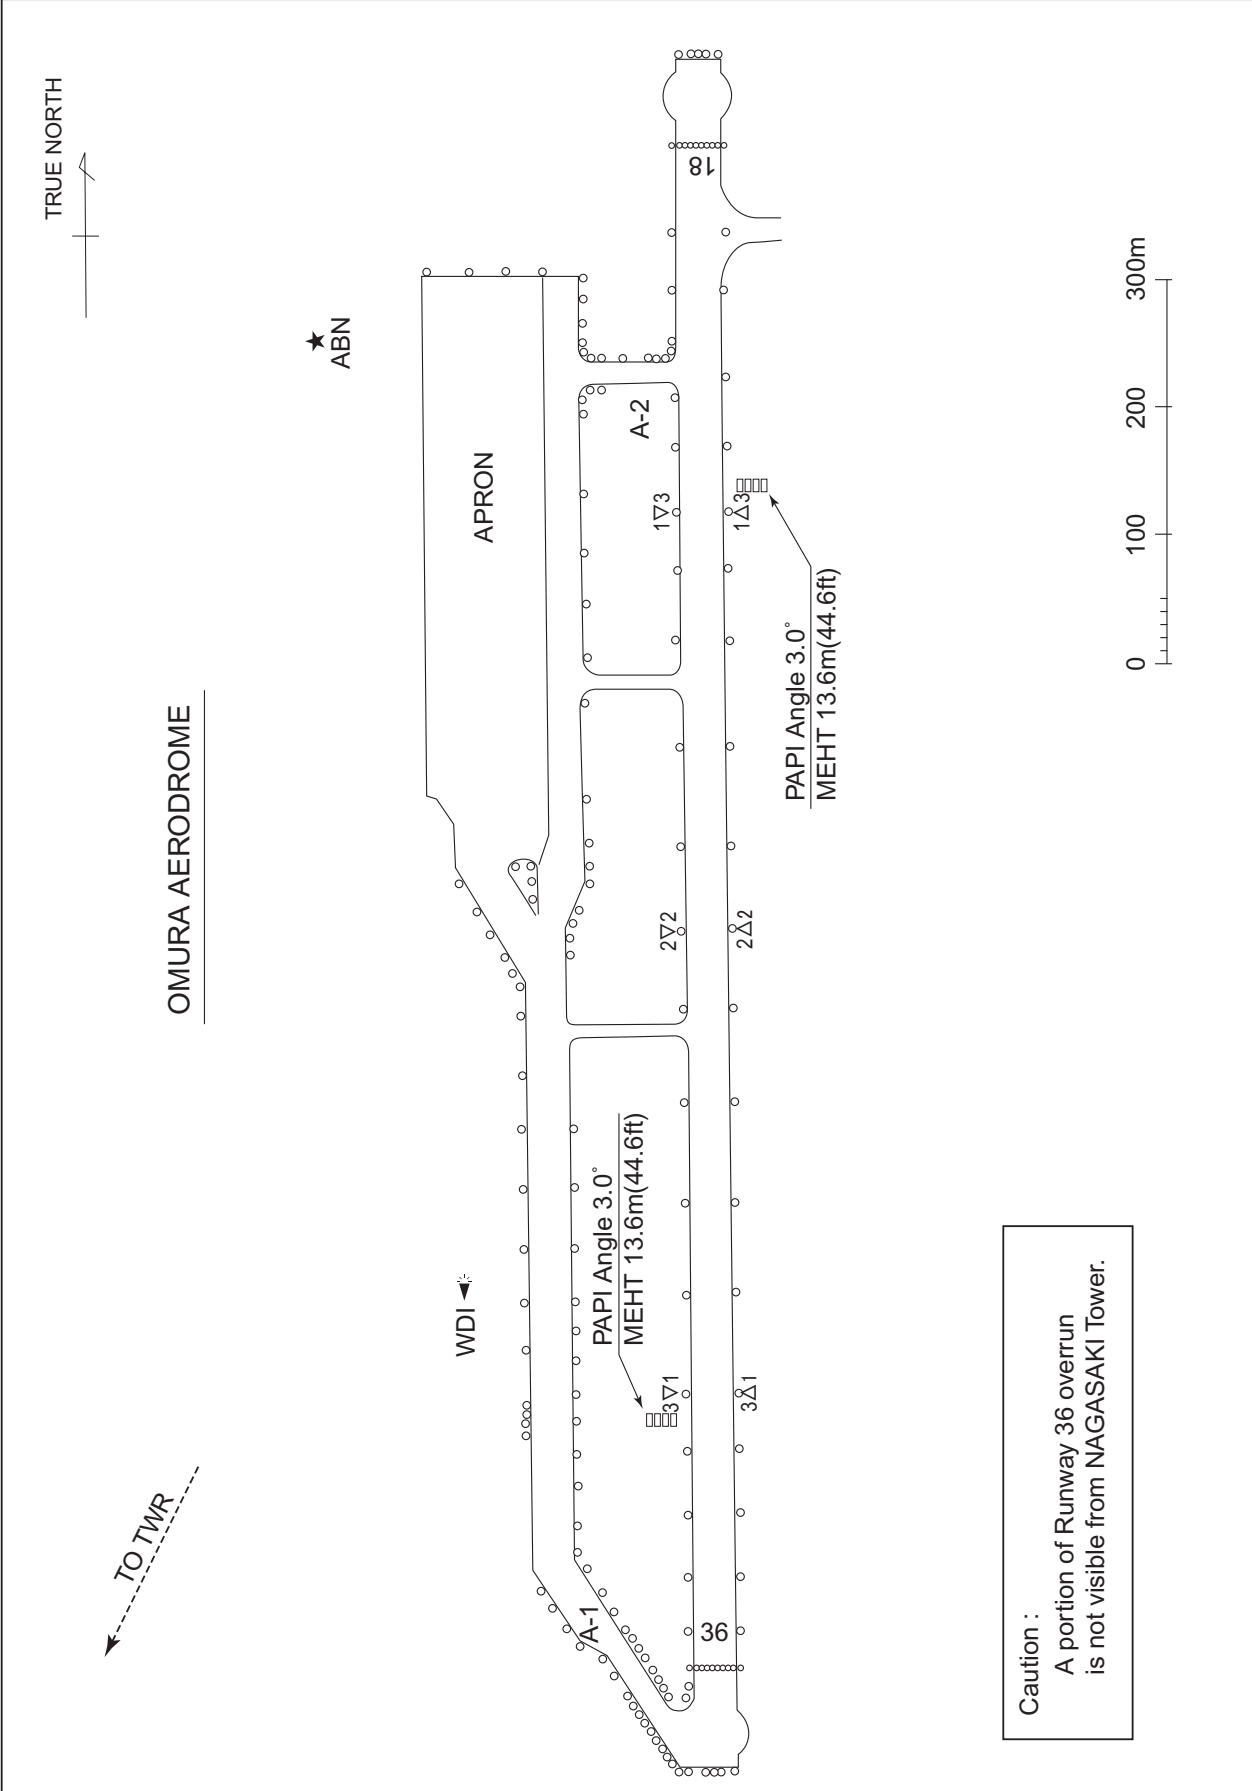 OMURA AERODROME
TRUE NORTH
ABN
APRON
TO TWR
WDI
A-1
A-2
18
36
1 3
1 3
2 2
2 2
3 1
3 1
PAPI Angle 3.0°
MEHT 13.6m(44.6ft)
PAPI Angle 3.0°
MEHT 13.6m(44.6ft)
0 100 200 300m
Caution :
A portion of Runway 36 overrun
is not visible from NAGASAKI Tower.